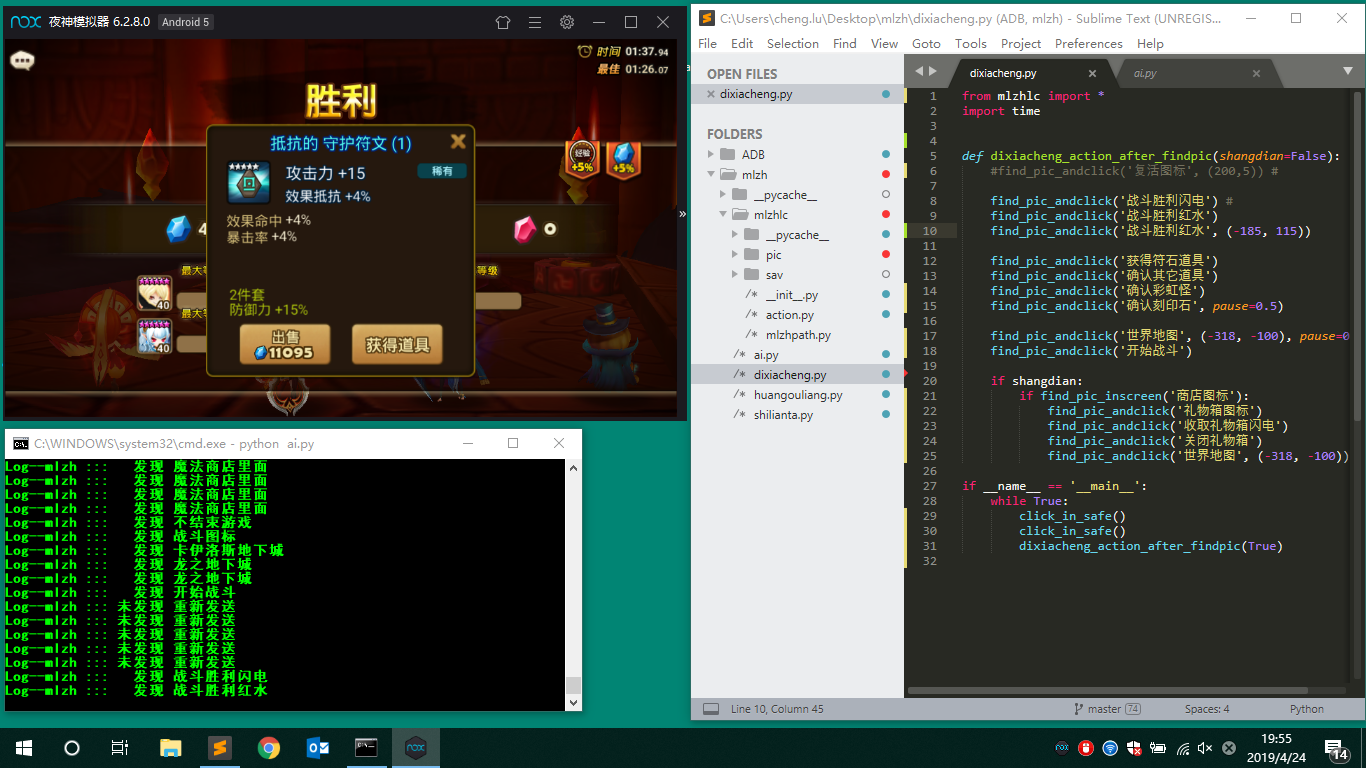 nox 夜神模拟器 6.2.8.0 Android 5
时间 01:37.94
最佳 01:26.07
胜利
抵抗的 守护符文 (1)
攻击力 +15
稀有
效果抵抗 +4%
效果命中 +4%
暴击率 +4%
2件套
防御力 +15%
出售
11095
获得道具
经验
+5%
+5%
4
0
最大等
等级
40
最大等
40
C:\WINDOWS\system32\cmd.exe - python ai.py
Log--mlzh ::: 发现 魔法商店里面
Log--mlzh ::: 发现 魔法商店里面
Log--mlzh ::: 发现 魔法商店里面
Log--mlzh ::: 发现 魔法商店里面
Log--mlzh ::: 发现 不结束游戏
Log--mlzh ::: 发现 战斗图标
Log--mlzh ::: 发现 卡伊洛斯地下城
Log--mlzh ::: 发现 龙之地下城
Log--mlzh ::: 发现 龙之地下城
Log--mlzh ::: 发现 开始战斗
Log--mlzh ::: 未发现 重新发送
Log--mlzh ::: 未发现 重新发送
Log--mlzh ::: 未发现 重新发送
Log--mlzh ::: 未发现 重新发送
Log--mlzh ::: 未发现 重新发送
Log--mlzh ::: 发现 战斗胜利闪电
Log--mlzh ::: 发现 战斗胜利红水
C:\Users\cheng.lu\Desktop\mlzh\dixiacheng.py (ADB, mlzh) - Sublime Text (UNREGIS...
File Edit Selection Find View Goto Tools Project Preferences Help
OPEN FILES
dixiacheng.py
FOLDERS
ADB
mlzh
__pycache__
mlzhlc
__pycache__
pic
sav
/* __init__.py
/* action.py
/* mlzhpath.py
/* ai.py
/* dixiacheng.py
/* huangouliang.py
/* shilianta.py
dixiacheng.py ai.py
1 from mlzhlc import *
2 import time
3
4
5 def dixiacheng_action_after_findpic(shangdian=False):
6 #find_pic_andclick('复活图标', (200,5)) #
7
8 find_pic_andclick('战斗胜利闪电') #
9 find_pic_andclick('战斗胜利红水')
10 find_pic_andclick('战斗胜利红水', (-185, 115))
11
12 find_pic_andclick('获得符石道具')
13 find_pic_andclick('确认其它道具')
14 find_pic_andclick('确认彩虹怪')
15 find_pic_andclick('确认刻印石', pause=0.5)
16
17 find_pic_andclick('世界地图', (-318, -100), pause=0
18 find_pic_andclick('开始战斗')
19
20 if shangdian:
21 if find_pic_inscreen('商店图标'):
22 find_pic_andclick('礼物箱图标')
23 find_pic_andclick('收取礼物箱闪电')
24 find_pic_andclick('关闭礼物箱')
25 find_pic_andclick('世界地图', (-318, -100))
26
27 if __name__ == '__main__':
28 while True:
29 click_in_safe()
30 click_in_safe()
31 dixiacheng_action_after_findpic(True)
32
Line 10, Column 45 master 74 Spaces: 4 Python
19:55
2019/4/24
14